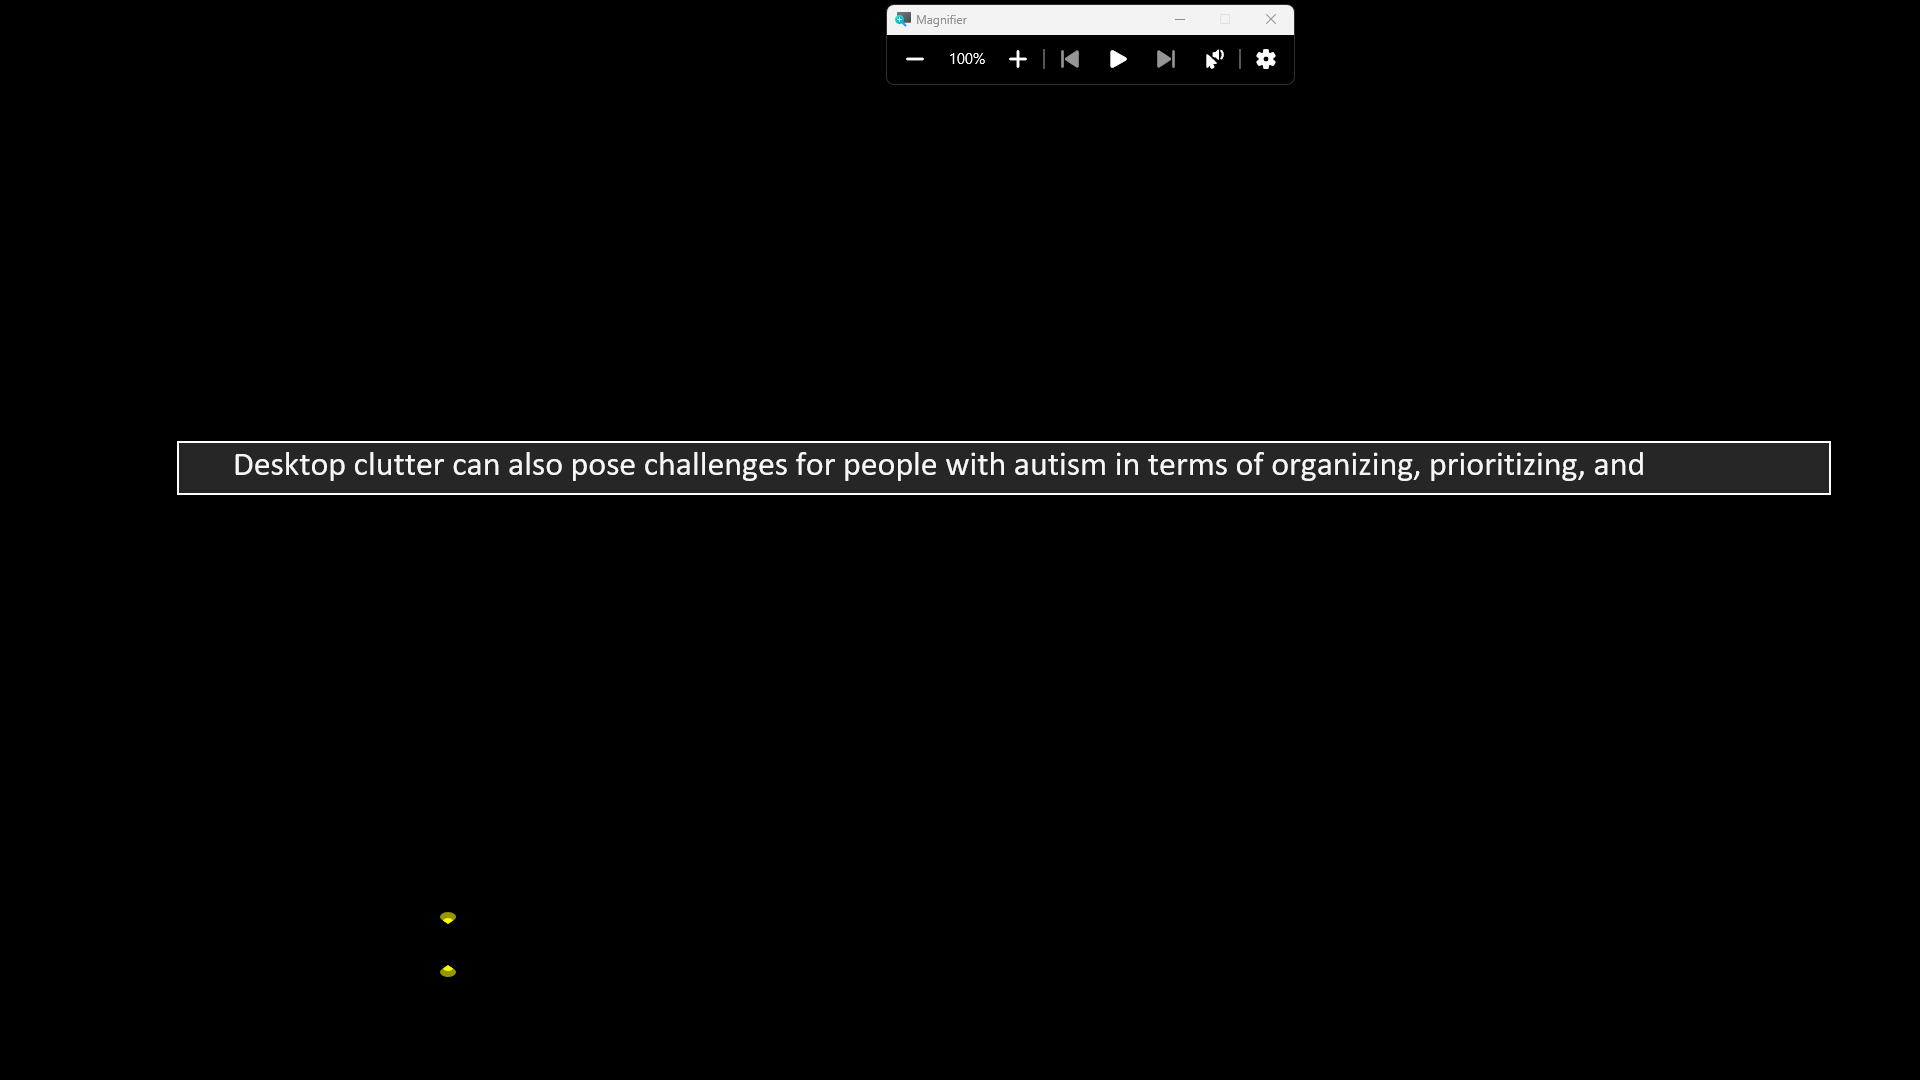 Magnifier
100%
Desktop clutter can also pose challenges for people with autism in terms of organizing, prioritizing, and